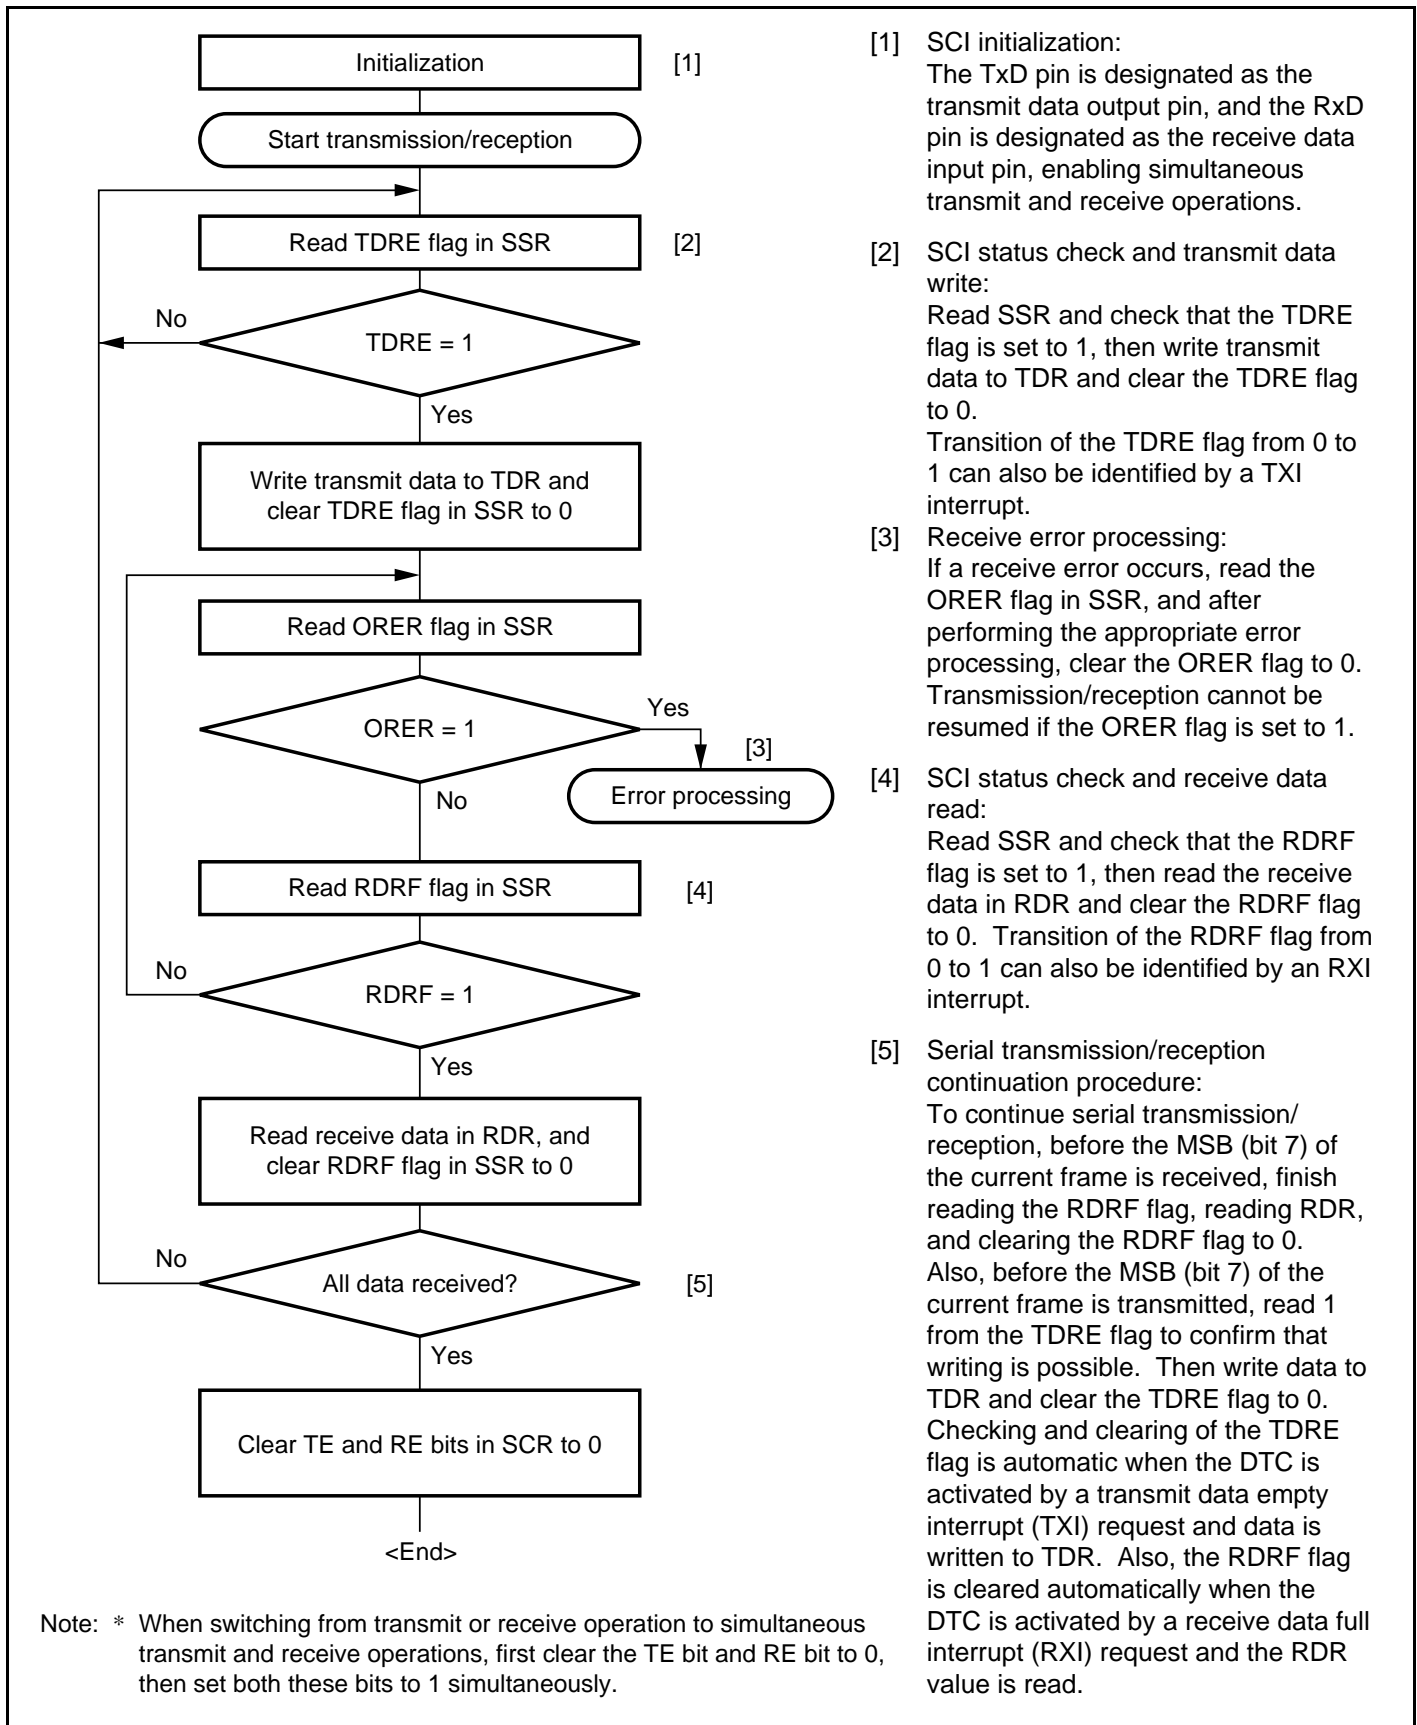 Initialization
[1]
Start transmission/reception
Read TDRE flag in SSR
[2]
No
TDRE = 1
Yes
Write transmit data to TDR and
clear TDRE flag in SSR to 0
Read ORER flag in SSR
ORER = 1
Yes
[3]
Error processing
No
Read RDRF flag in SSR
[4]
No
RDRF = 1
Yes
Read receive data in RDR, and
clear RDRF flag in SSR to 0
No
All data received?
[5]
Yes
Clear TE and RE bits in SCR to 0
<End>
[1] SCI initialization:
The TxD pin is designated as the
transmit data output pin, and the RxD
pin is designated as the receive data
input pin, enabling simultaneous
transmit and receive operations.
[2] SCI status check and transmit data
write:
Read SSR and check that the TDRE
flag is set to 1, then write transmit
data to TDR and clear the TDRE flag
to 0.
Transition of the TDRE flag from 0 to
1 can also be identified by a TXI
interrupt.
[3] Receive error processing:
If a receive error occurs, read the
ORER flag in SSR, and after
performing the appropriate error
processing, clear the ORER flag to 0.
Transmission/reception cannot be
resumed if the ORER flag is set to 1.
[4] SCI status check and receive data
read:
Read SSR and check that the RDRF
flag is set to 1, then read the receive
data in RDR and clear the RDRF flag
to 0.  Transition of the RDRF flag from
0 to 1 can also be identified by an RXI
interrupt.
[5] Serial transmission/reception
continuation procedure:
To continue serial transmission/
reception, before the MSB (bit 7) of
the current frame is received, finish
reading the RDRF flag, reading RDR,
and clearing the RDRF flag to 0.
Also, before the MSB (bit 7) of the
current frame is transmitted, read 1
from the TDRE flag to confirm that
writing is possible.  Then write data to
TDR and clear the TDRE flag to 0.
Checking and clearing of the TDRE
flag is automatic when the DTC is
activated by a transmit data empty
interrupt (TXI) request and data is
written to TDR.  Also, the RDRF flag
is cleared automatically when the
DTC is activated by a receive data full
interrupt (RXI) request and the RDR
value is read.
Note: * When switching from transmit or receive operation to simultaneous
transmit and receive operations, first clear the TE bit and RE bit to 0,
then set both these bits to 1 simultaneously.